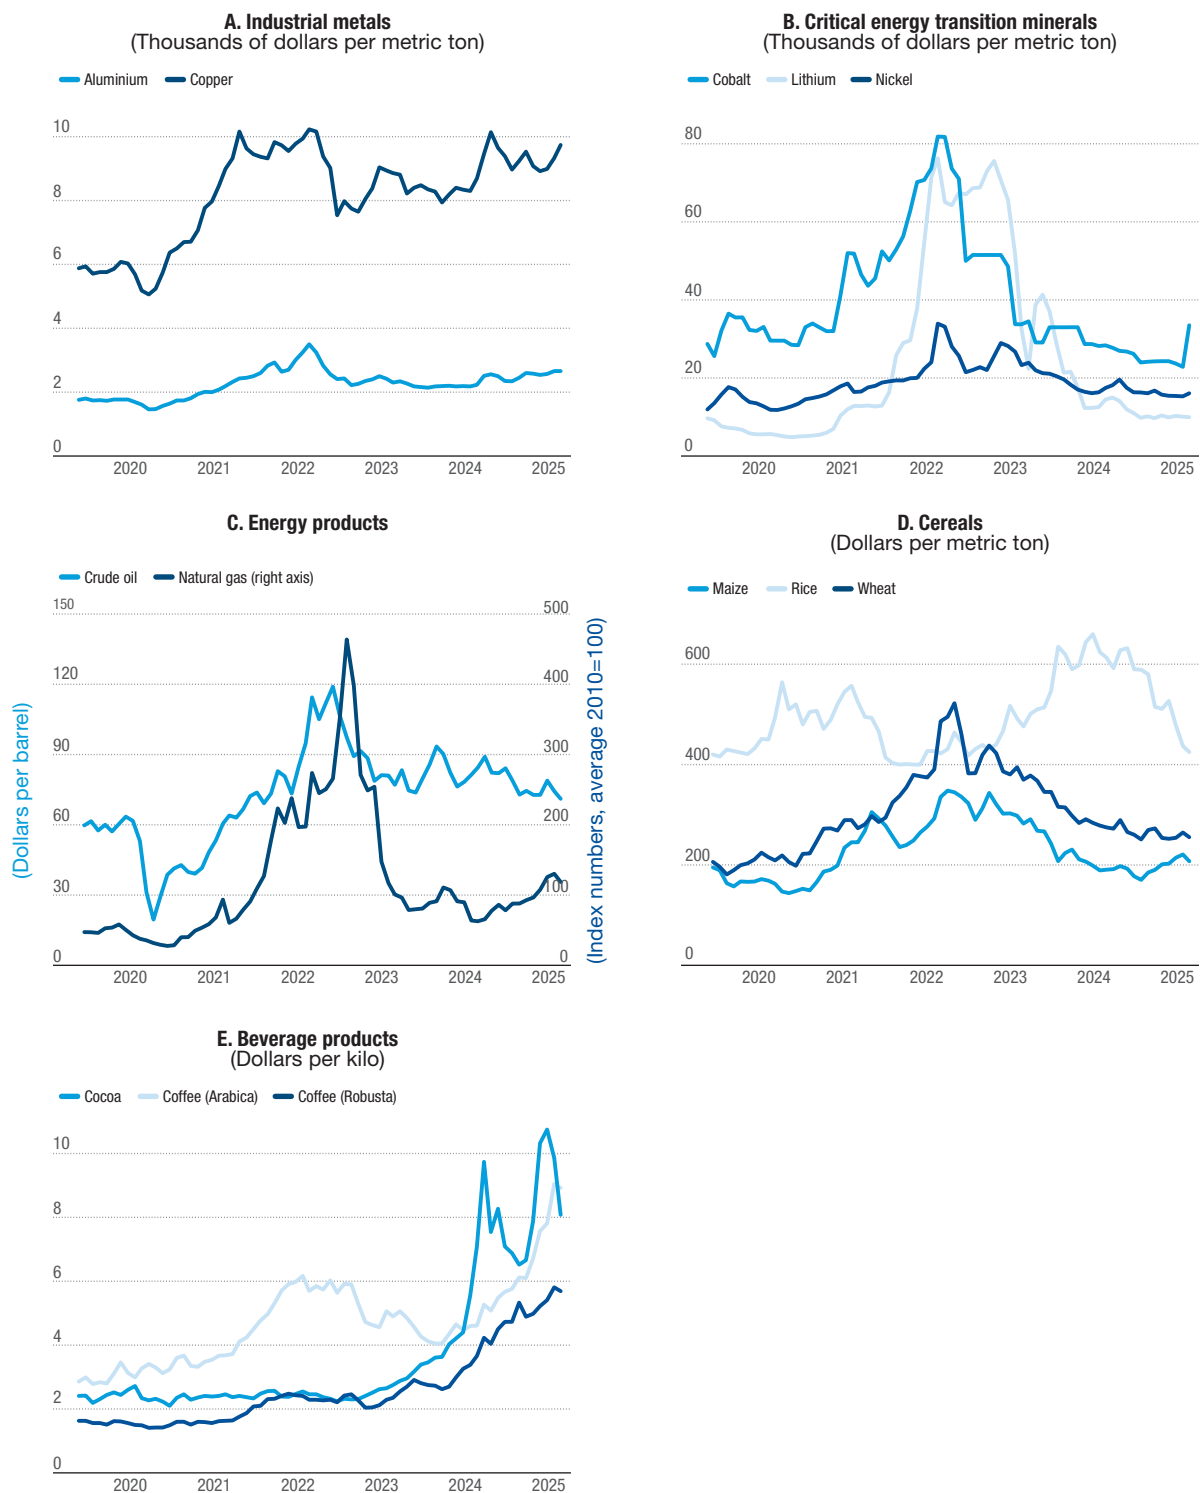 A. Industrial metals
(Thousands of dollars per metric ton)
Aluminium Copper
10
8
6
4
2
0
2020 2021 2022 2023 2024 2025
B. Critical energy transition minerals
(Thousands of dollars per metric ton)
Cobalt Lithium Nickel
80
60
40
20
0
2020 2021 2022 2023 2024 2025
C. Energy products
Crude oil Natural gas (right axis)
(Dollars per barrel)
150
120
90
60
30
0
500
400
300
200
100
0
(Index numbers, average 2010=100)
2020 2021 2022 2023 2024 2025
D. Cereals
(Dollars per metric ton)
Maize Rice Wheat
600
400
200
0
2020 2021 2022 2023 2024 2025
E. Beverage products
(Dollars per kilo)
Cocoa Coffee (Arabica) Coffee (Robusta)
10
8
6
4
2
0
2020 2021 2022 2023 2024 2025